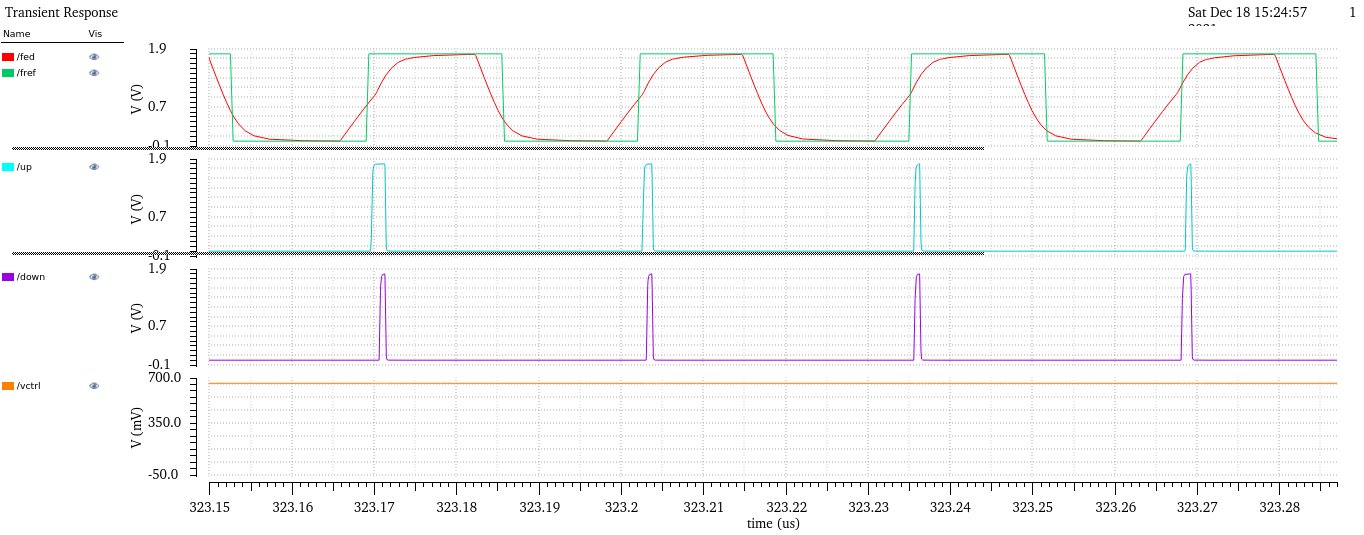 Transient Response
Sat Dec 18 15:24:57 1
Name Vis
/fed
/fref
1.9
0.7
-0.1
V (V)
/up
1.9
0.7
-0.1
V (V)
/down
1.9
0.7
-0.1
V (V)
/vctrl
700.0
350.0
-50.0
V (mV)
323.15 323.16 323.17 323.18 323.19 323.2 323.21 323.22 323.23 323.24 323.25 323.26 323.27 323.28
time (us)